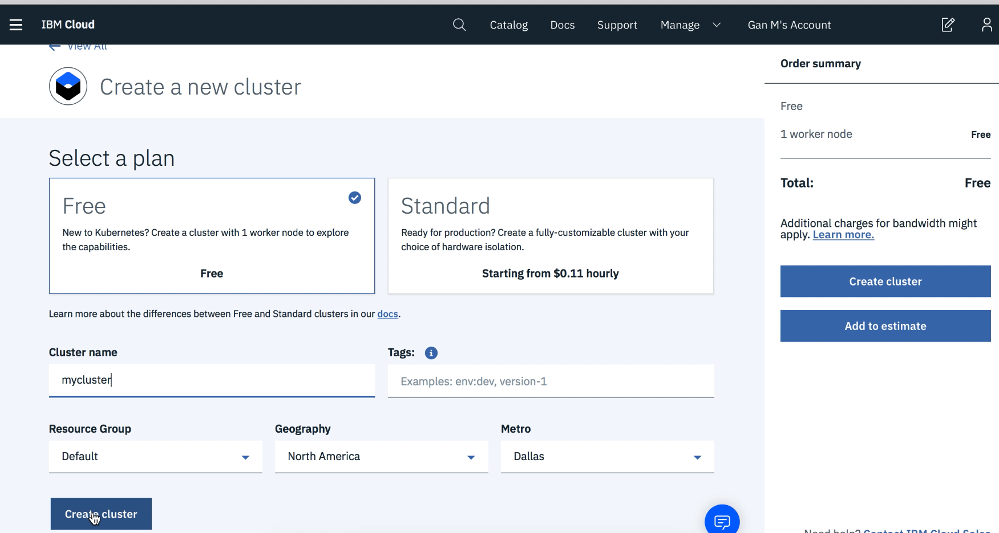 IBM Cloud
Catalog
Docs
Support
Manage
Gan M's Account
View All
Create a new cluster
Select a plan
Free
New to Kubernetes? Create a cluster with 1 worker node to explore
the capabilities.
Free
Standard
Ready for production? Create a fully-customizable cluster with your
choice of hardware isolation.
Starting from $0.11 hourly
Learn more about the differences between Free and Standard clusters in our docs.
Cluster name
mycluster
Tags:
Examples: env:dev, version-1
Resource Group
Default
Geography
North America
Metro
Dallas
Create cluster
Order summary
Free
1 worker node
Free
Total:
Free
Additional charges for bandwidth might
apply. Learn more.
Create cluster
Add to estimate
Need help? Contact IBM Cloud Sales